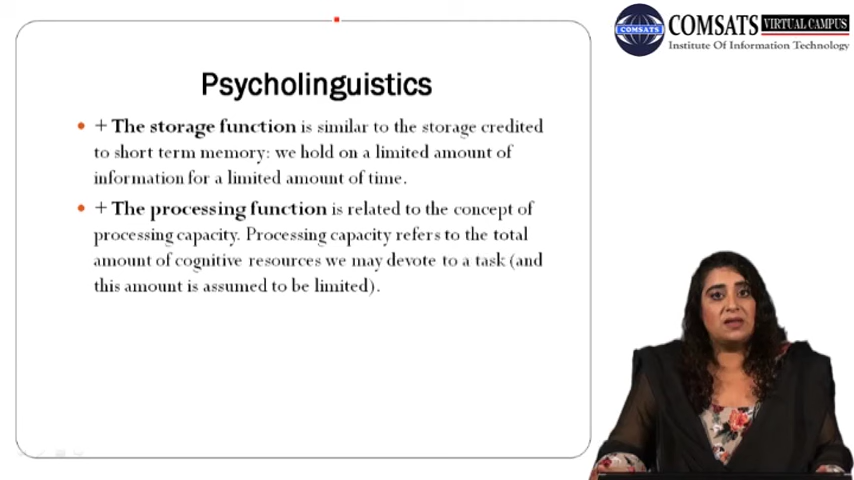 COMSATS VIRTUAL CAMPUS
Institute Of Information Technology
COMSATS
Psycholinguistics
+ The storage function is similar to the storage credited
to short term memory: we hold on a limited amount of
information for a limited amount of time.
+ The processing function is related to the concept of
processing capacity. Processing capacity refers to the total
amount of cognitive resources we may devote to a task (and
this amount is assumed to be limited).